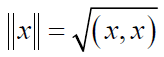 ‖x‖ = √(x, x)